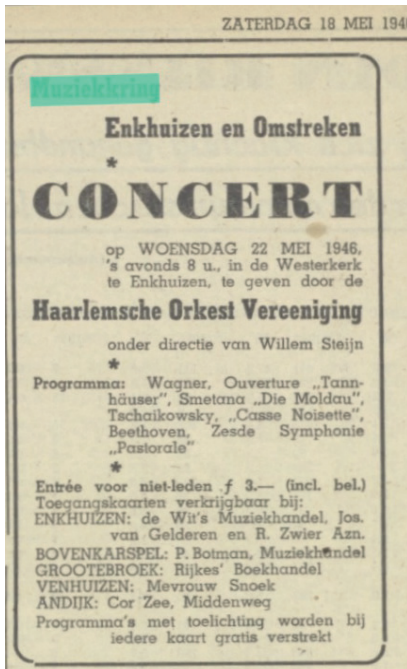 ZATERDAG 18 MEI 194
Muziekkring
Enkhuizen en Omstreken
*
CONCERT
op WOENSDAG 22 MEI 1946,
's avonds 8 u., in de Westerkerk
te Enkhuizen, te geven door de
Haarlemsche Orkest Vereeniging
onder directie van Willem Steijn
*
Programma: Wagner, Ouverture „Tann-
häuser", Smetana „Die Moldau",
Tschaikowsky, „Casse Noisette",
Beethoven, Zesde Symphonie
„Pastorale"
*
Entrée voor niet-leden ƒ 3.— (incl. bel.)
Toegangskaarten verkrijgbaar bij:
ENKHUIZEN: de Wit's Muziekhandel, Jos.
van Gelderen en R. Zwier Azn.
BOVENKARSPEL: P. Botman, Muziekhandel
GROOTEBROEK: Rijkes' Boekhandel
VENHUIZEN: Mevrouw Snoek
ANDIJK: Cor Zee, Middenweg
Programma's met toelichting worden bij
iedere kaart gratis verstrekt